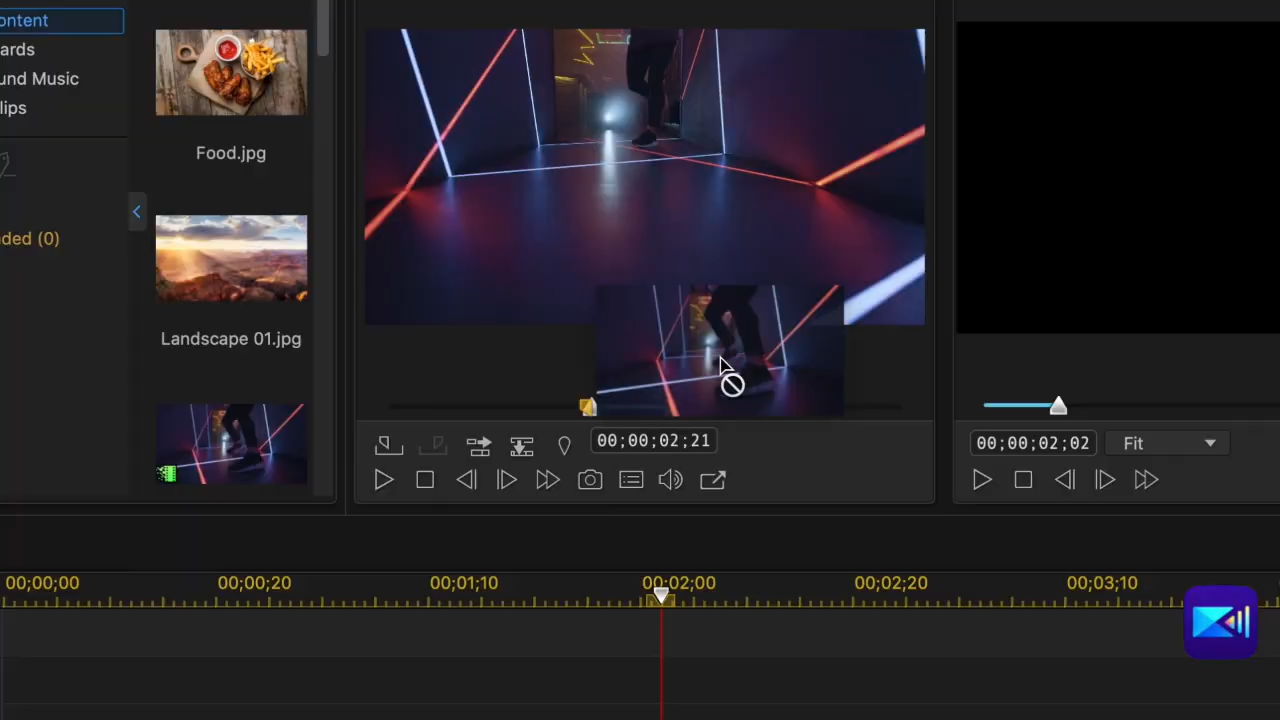 ontent
ards
und Music
lips
ded (0)
Food.jpg
Landscape 01.jpg
00;00;02;21
00;00;02;02
Fit
00;00;00
00;00;20
00;01;10
00;02;00
00;02;20
00;03;10